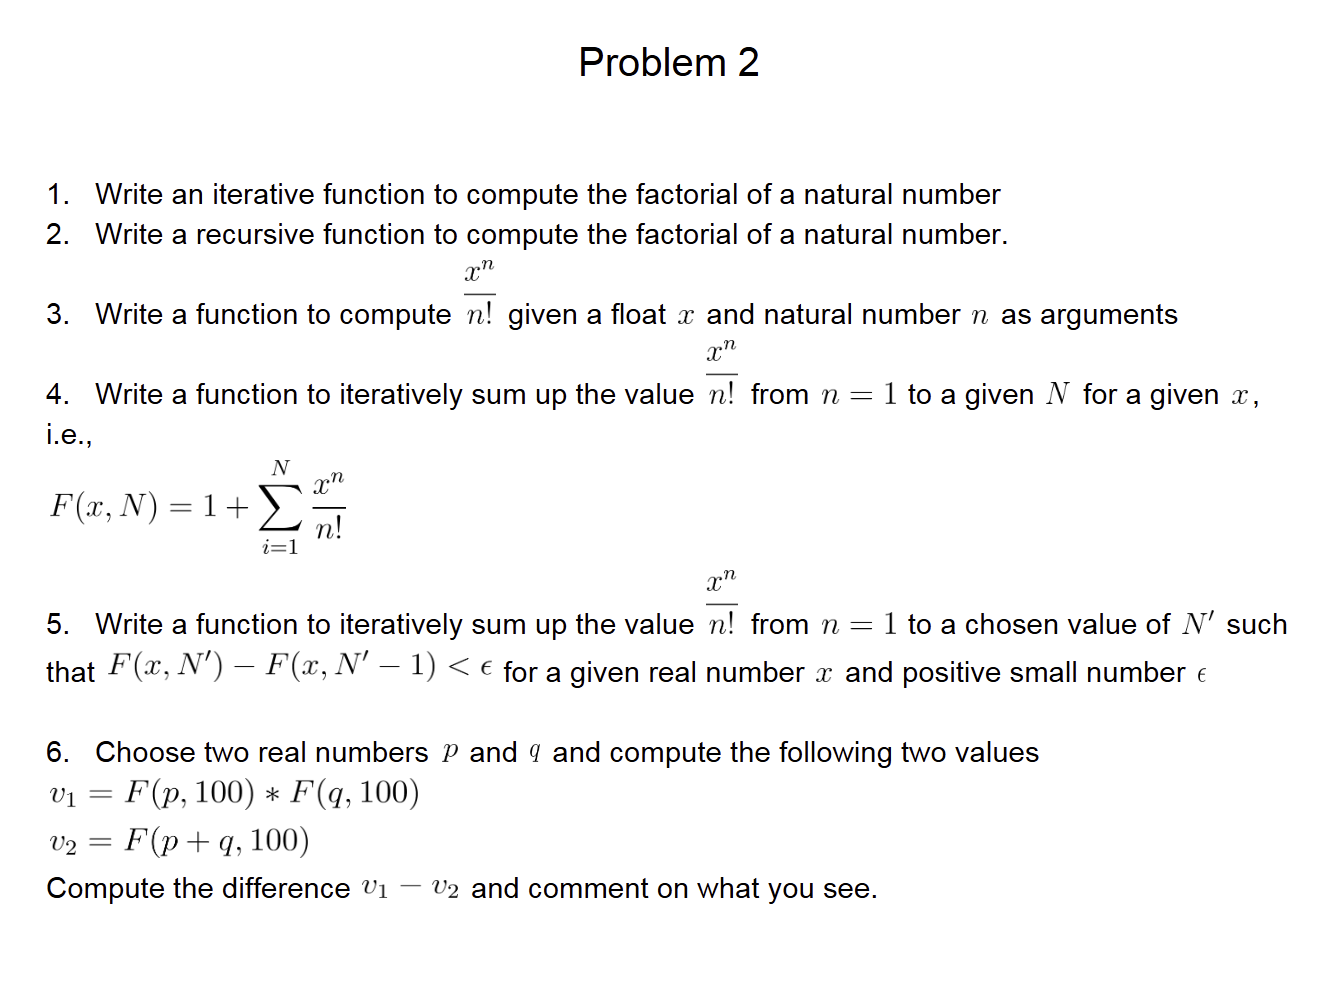 Problem 2
1. Write an iterative function to compute the factorial of a natural number
2. Write a recursive function to compute the factorial of a natural number.
3. Write a function to compute $\frac{x^n}{n!}$ given a float $x$ and natural number $n$ as arguments
4. Write a function to iteratively sum up the value $\frac{x^n}{n!}$ from $n = 1$ to a given $N$ for a given $x$,
i.e.,
$F(x, N) = 1 + \sum_{i=1}^{N} \frac{x^n}{n!}$
5. Write a function to iteratively sum up the value $\frac{x^n}{n!}$ from $n = 1$ to a chosen value of $N'$ such
that $F(x, N') - F(x, N' - 1) < \epsilon$ for a given real number $x$ and positive small number $\epsilon$
6. Choose two real numbers $p$ and $q$ and compute the following two values
$v_1 = F(p, 100) * F(q, 100)$
$v_2 = F(p + q, 100)$
Compute the difference $v_1 - v_2$ and comment on what you see.